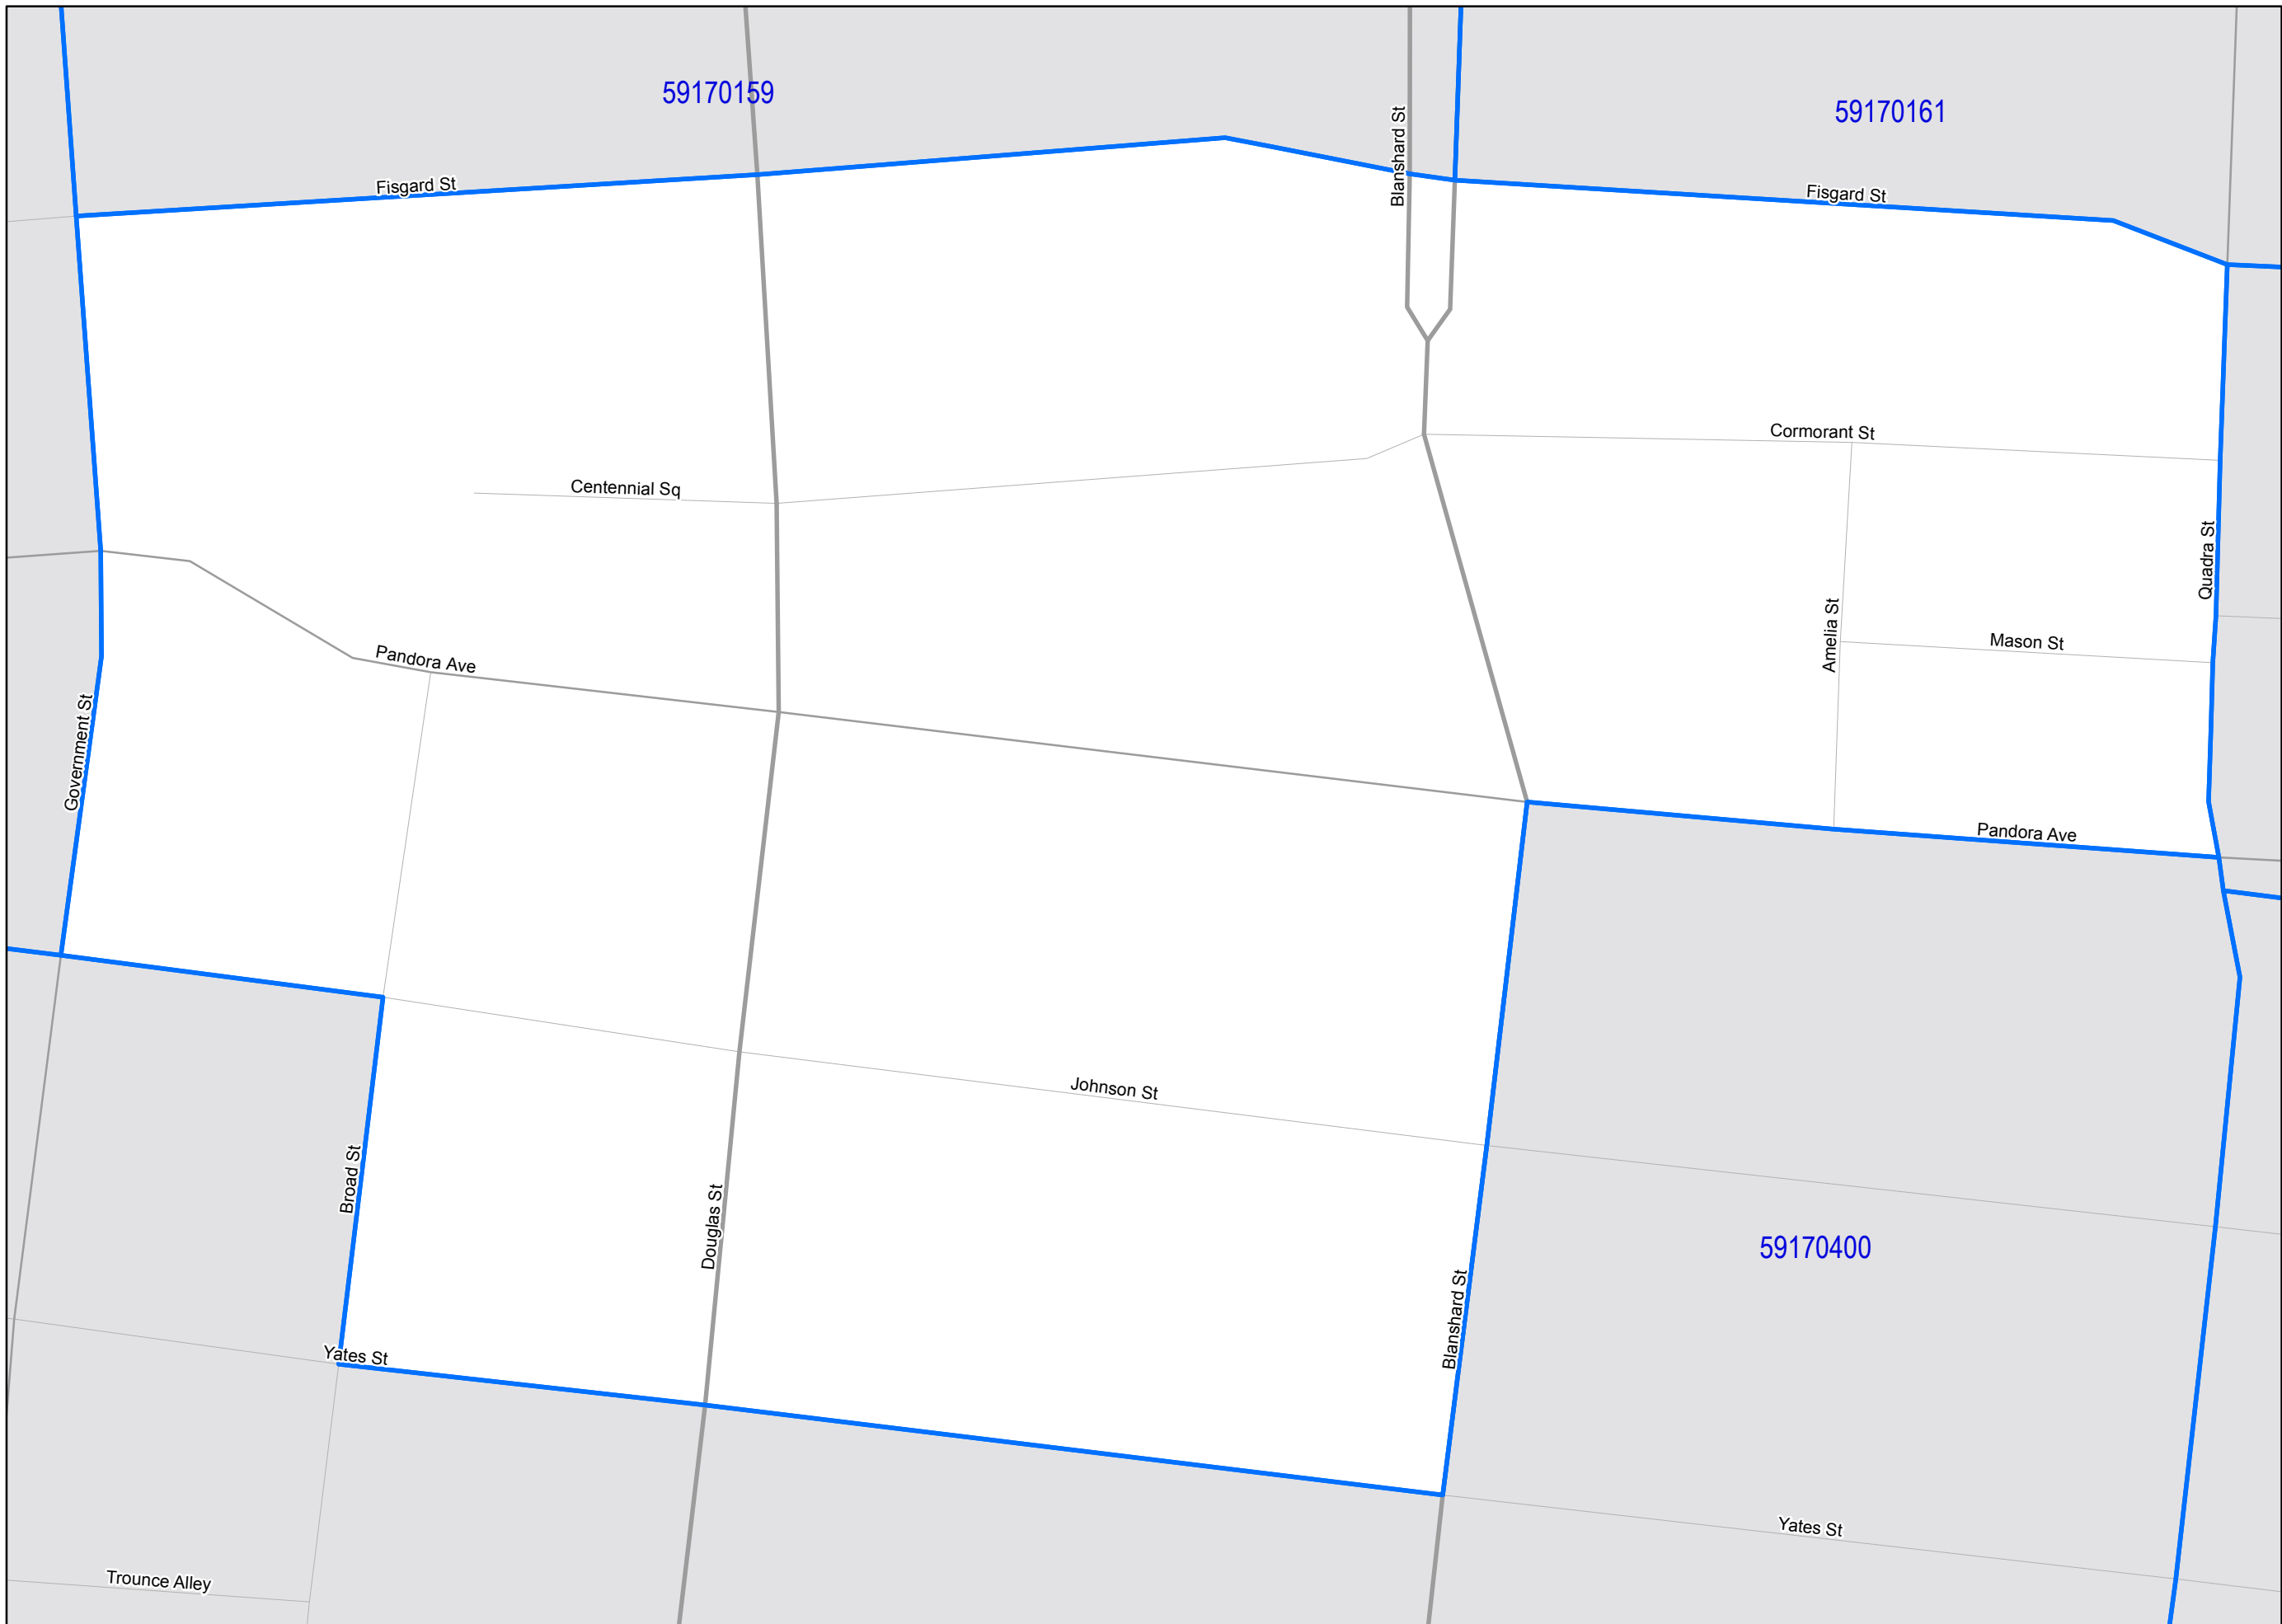 59170159
59170161
Blanshard St
Fisgard St
Fisgard St
Cormorant St
Centennial Sq
Quadra St
Amelia St
Mason St
Pandora Ave
Government St
Pandora Ave
Johnson St
Broad St
Douglas St
59170400
Blanshard St
Yates St
Yates St
Trounce Alley